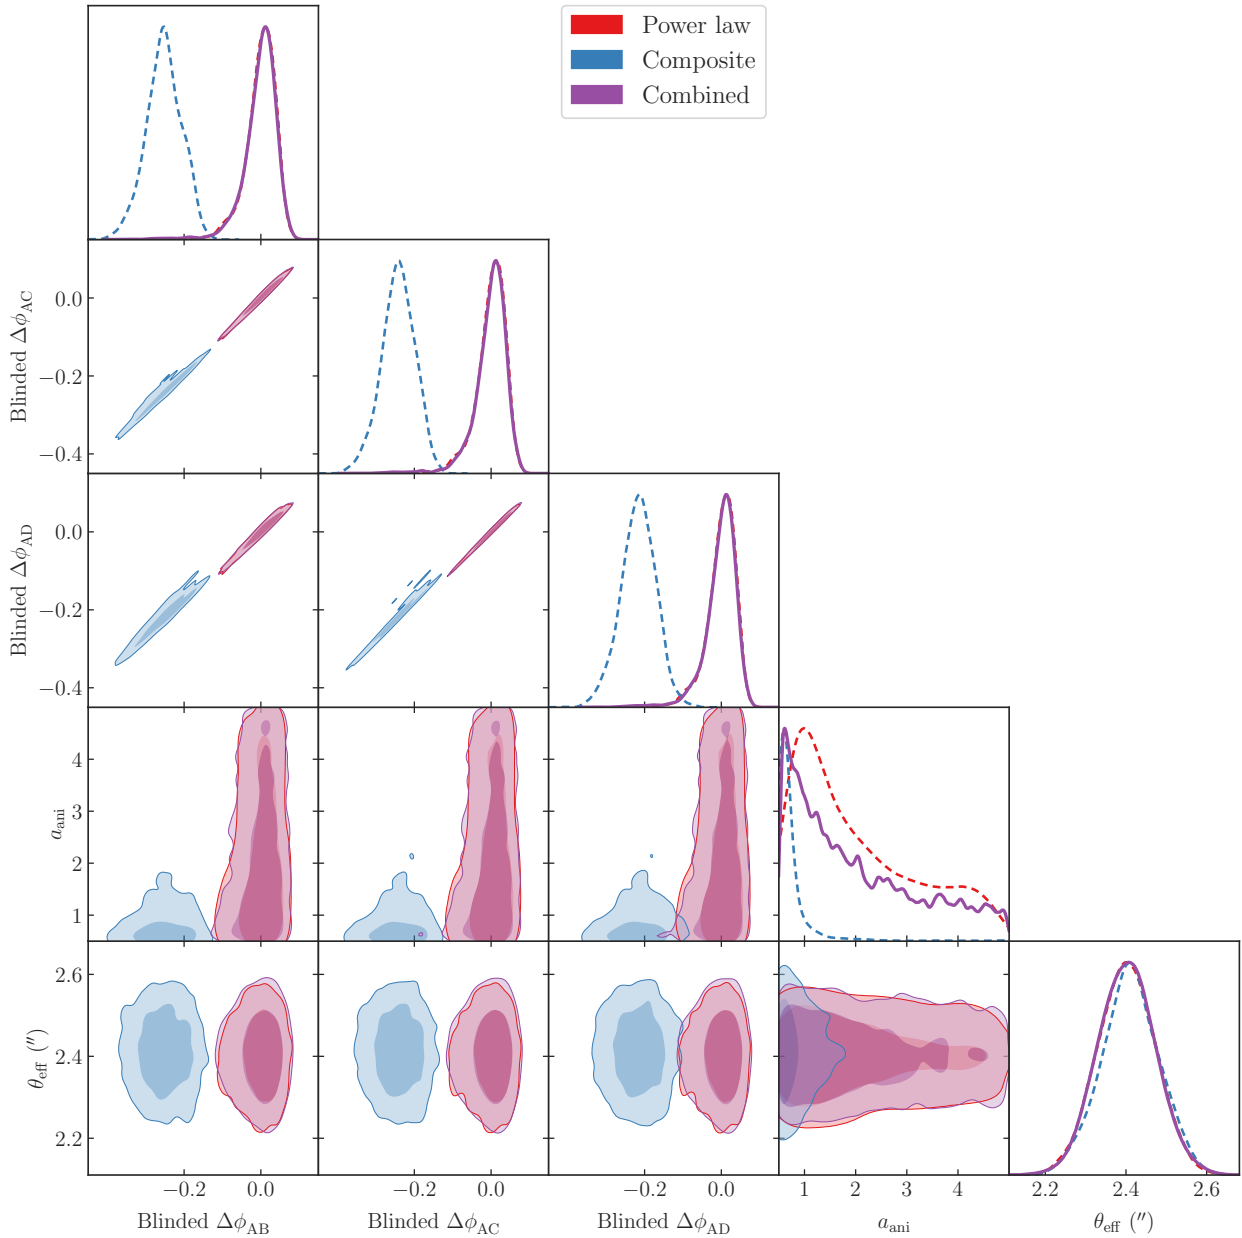 Power law
Composite
Combined
Blinded Δϕ_AC
0.0
−0.2
−0.4
Blinded Δϕ_AD
0.0
−0.2
−0.4
a_ani
4
3
2
1
θ_eff (″)
2.6
2.4
2.2
−0.2 0.0 −0.2 0.0 −0.2 0.0 1 2 3 4 2.2 2.4 2.6
Blinded Δϕ_AB Blinded Δϕ_AC Blinded Δϕ_AD a_ani θ_eff (″)